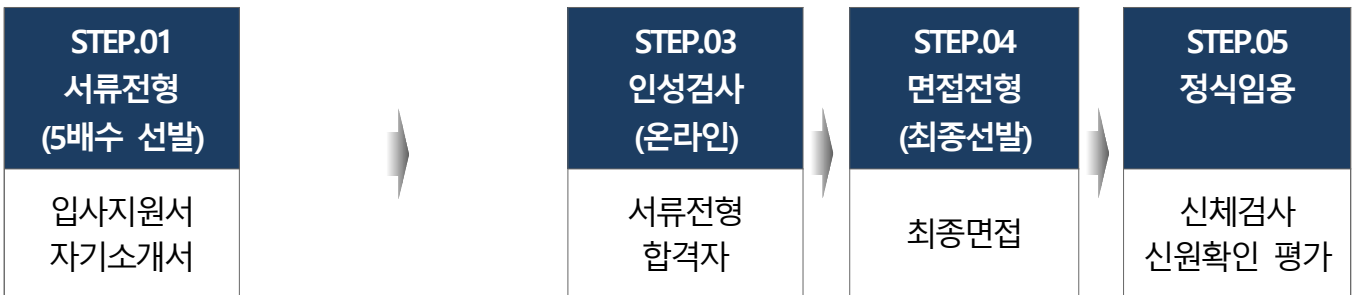 STEP.01
서류전형
(5배수 선발)
입사지원서
자기소개서
STEP.03
인성검사
(온라인)
서류전형
합격자
STEP.04
면접전형
(최종선발)
최종면접
STEP.05
정식임용
신체검사
신원확인 평가